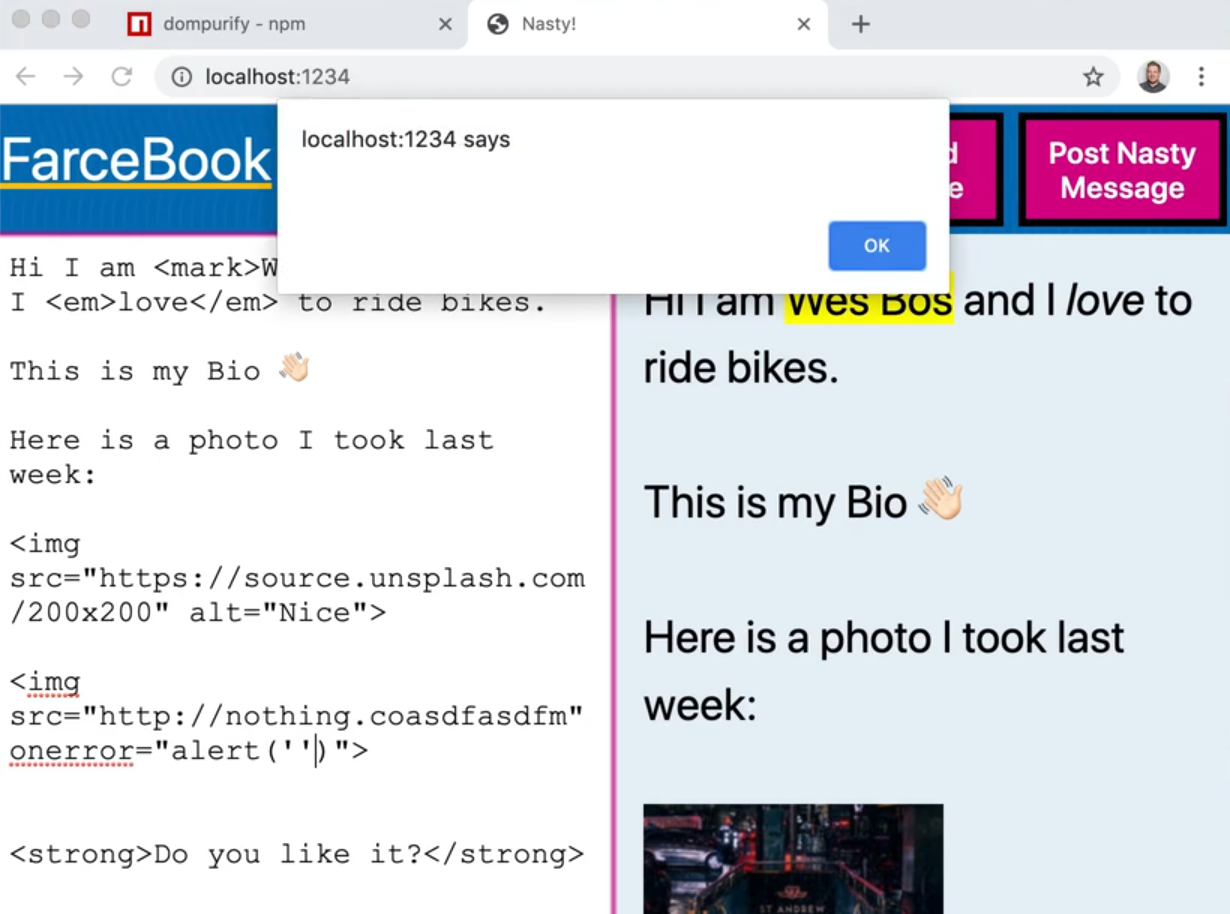 dompurify - npm
Nasty!
localhost:1234
FarceBook
localhost:1234 says
OK
d
e
Post Nasty
Message
Hi I am <mark>W
I <em>love</em> to ride bikes.
This is my Bio 👋🏻
Here is a photo I took last
week:
<img
src="https://source.unsplash.com
/200x200" alt="Nice">
<img
src="http://nothing.coasdfasdfm"
onerror="alert('')">
<strong>Do you like it?</strong>
Hi I am Wes Bos and I love to
ride bikes.
This is my Bio 👋🏻
Here is a photo I took last
week:
ST ANDREW